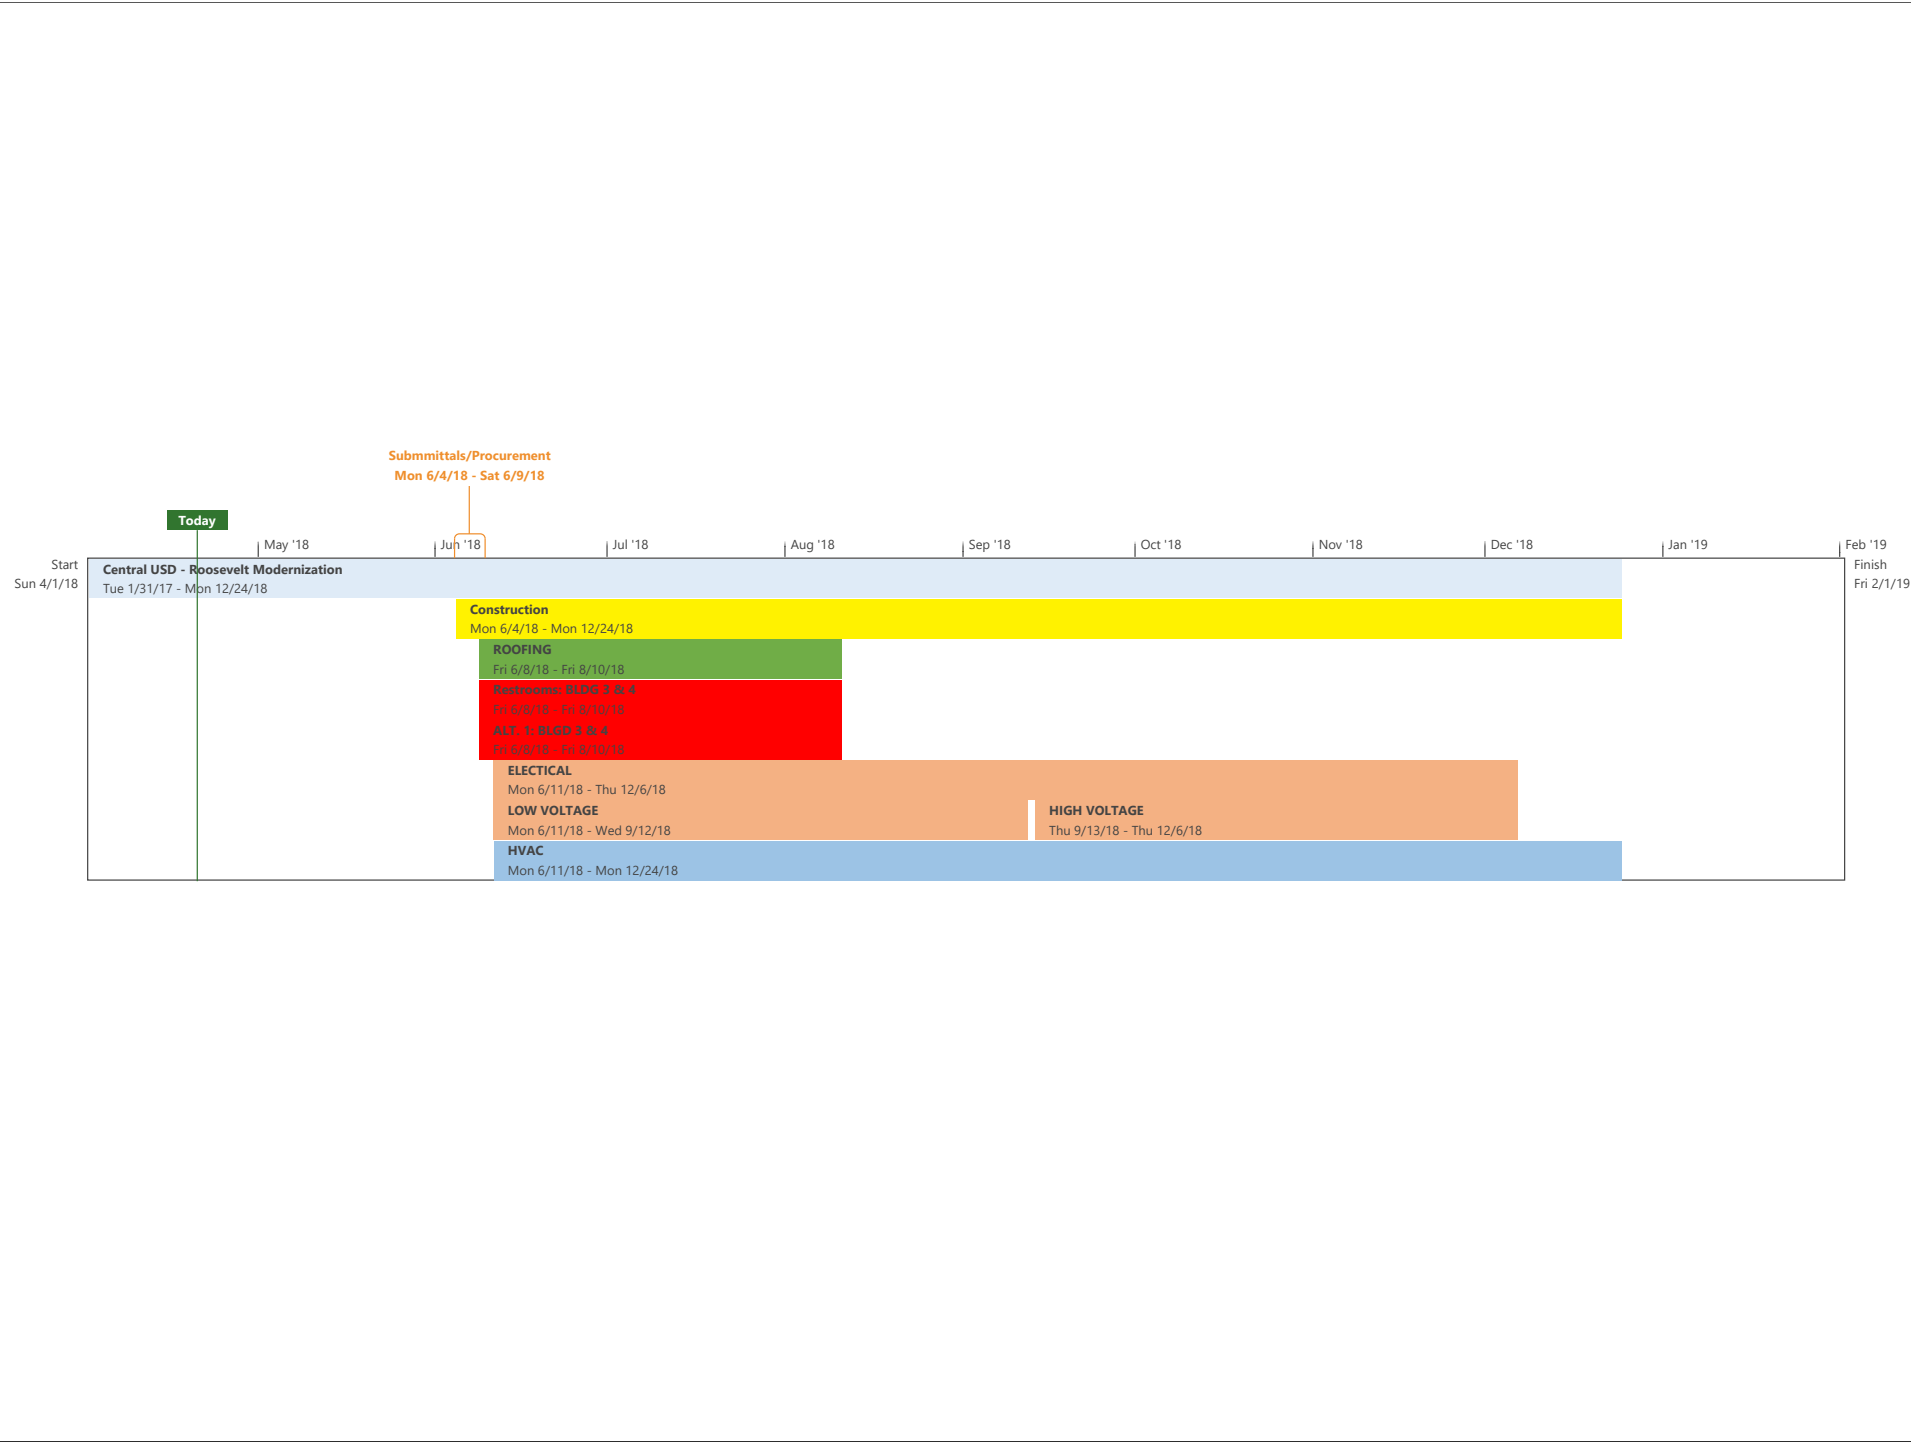 Submmittals/Procurement
Mon 6/4/18 - Sat 6/9/18
Today
May '18
Jun '18
Jul '18
Aug '18
Sep '18
Oct '18
Nov '18
Dec '18
Jan '19
Feb '19
Start
Sun 4/1/18
Finish
Fri 2/1/19
Central USD - Roosevelt Modernization
Tue 1/31/17 - Mon 12/24/18
Construction
Mon 6/4/18 - Mon 12/24/18
ROOFING
Fri 6/8/18 - Fri 8/10/18
Restrooms: BLDG 3 & 4
Fri 6/8/18 - Fri 8/10/18
ALT. 1: BLGD 3 & 4
Fri 6/8/18 - Fri 8/10/18
ELECTICAL
Mon 6/11/18 - Thu 12/6/18
LOW VOLTAGE
Mon 6/11/18 - Wed 9/12/18
HIGH VOLTAGE
Thu 9/13/18 - Thu 12/6/18
HVAC
Mon 6/11/18 - Mon 12/24/18